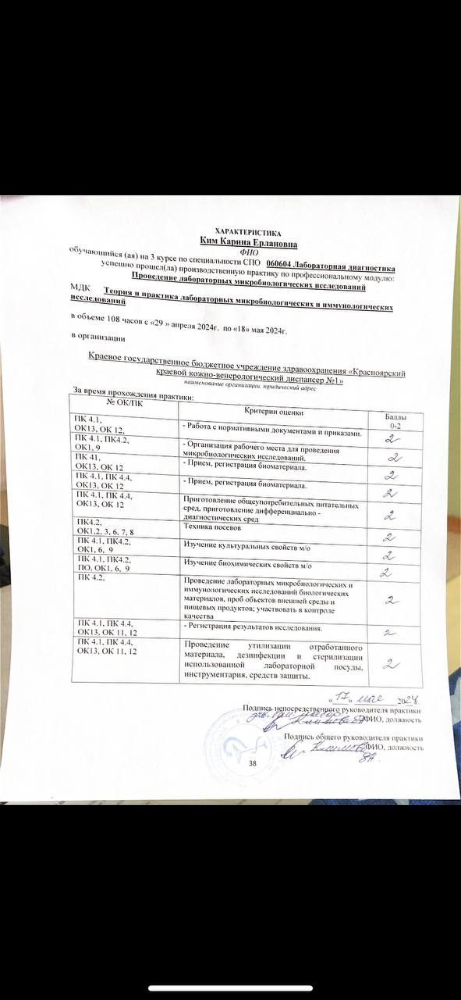 ХАРАКТЕРИСТИКА
Ким Карина Ерлановна
ФИО
обучающийся (ая) на 3 курсе по специальности СПО 060604 Лабораторная диагностика
успешно прошел(ла) производственную практику по профессиональному модулю:
Проведение лабораторных микробиологических исследований
МДК Теория и практика лабораторных микробиологических и иммунологических
исследований
в объеме 108 часов с «29 » апреля 2024г. по «18» мая 2024г.
в организации
Краевое государственное бюджетное учреждение здравоохранения «Красноярский
краевой кожно-венерологический диспансер №1»
наименование организации, юридический адрес
За время прохождения практики:
№ ОК/ПК Критерии оценки Баллы
0-2
ПК 4.1,
ОК13, ОК 12, - Работа с нормативными документами и приказами. 2
ПК 4.1, ПК4.2,
ОК1, 9 - Организация рабочего места для проведения
микробиологических исследований. 2
ПК 41,
ОК13, ОК 12 - Прием, регистрация биоматериала. 2
ПК 4.1, ПК 4.4,
ОК13, ОК 12 - Прием, регистрация биоматериала. 2
ПК 4.1, ПК 4.4,
ОК13, ОК 12 Приготовление общеупотребительных питательных
сред, приготовление дифференциально -
диагностических сред 2
ПК4.2,
ОК1,2, 3, 6, 7, 8 Техника посевов 2
ПК 4.1, ПК4.2,
ОК1, 6, 9 Изучение культуральных свойств м/о 2
ПК 4.1, ПК4.2,
ПО, ОК1, 6, 9 Изучение биохимических свойств м/о 2
ПК 4.2, Проведение лабораторных микробиологических и
иммунологических исследований биологических
материалов, проб объектов внешней среды и
пищевых продуктов; участвовать в контроле
качества 2
ПК 4.1, ПК 4.4,
ОК13, ОК 11, 12 - Регистрация результатов исследования. 2
ПК 4.1, ПК 4.4,
ОК13, ОК 11, 12 Проведение утилизации отработанного
материала, дезинфекции и стерилизации
использованной лабораторной посуды,
инструментария, средств защиты. 2
«17» мая 2024.
Подпись непосредственного руководителя практики
ФИО, должность
Подпись общего руководителя практики
ФИО, должность
38